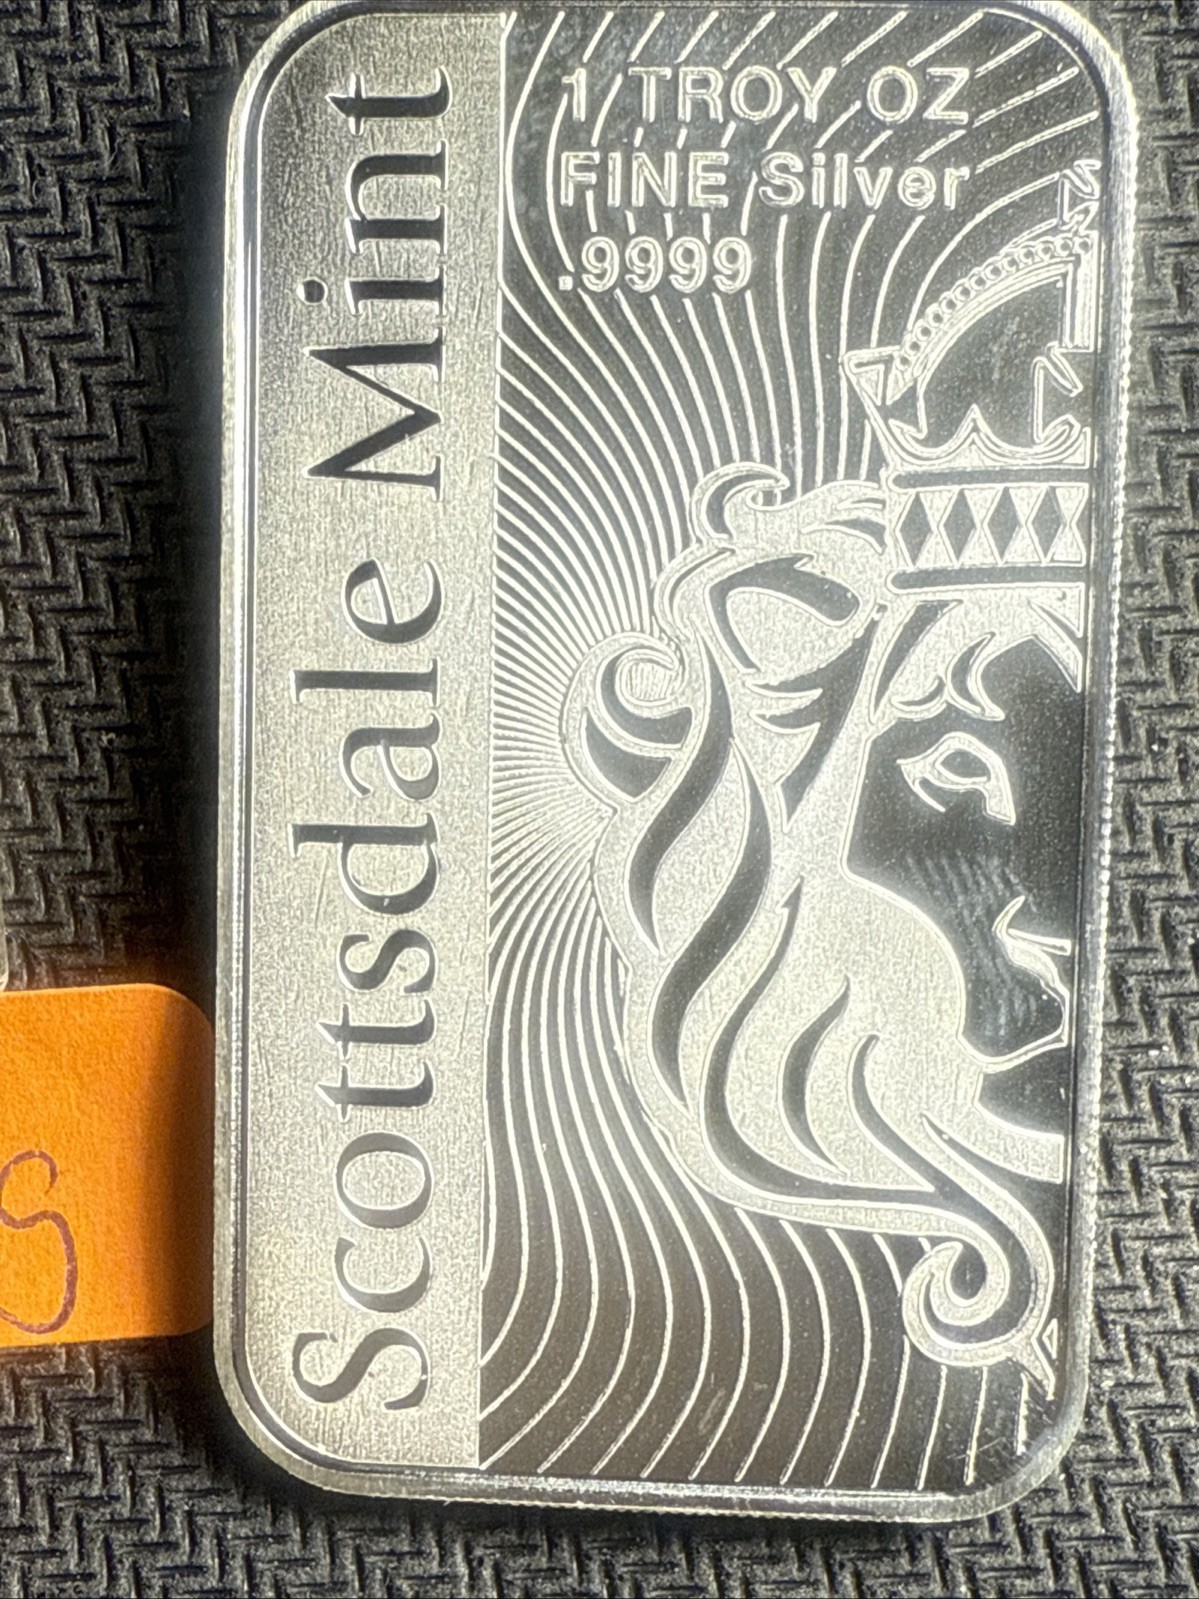 Scottsdale Mint
1 TROY OZ
FINE Silver
.9999